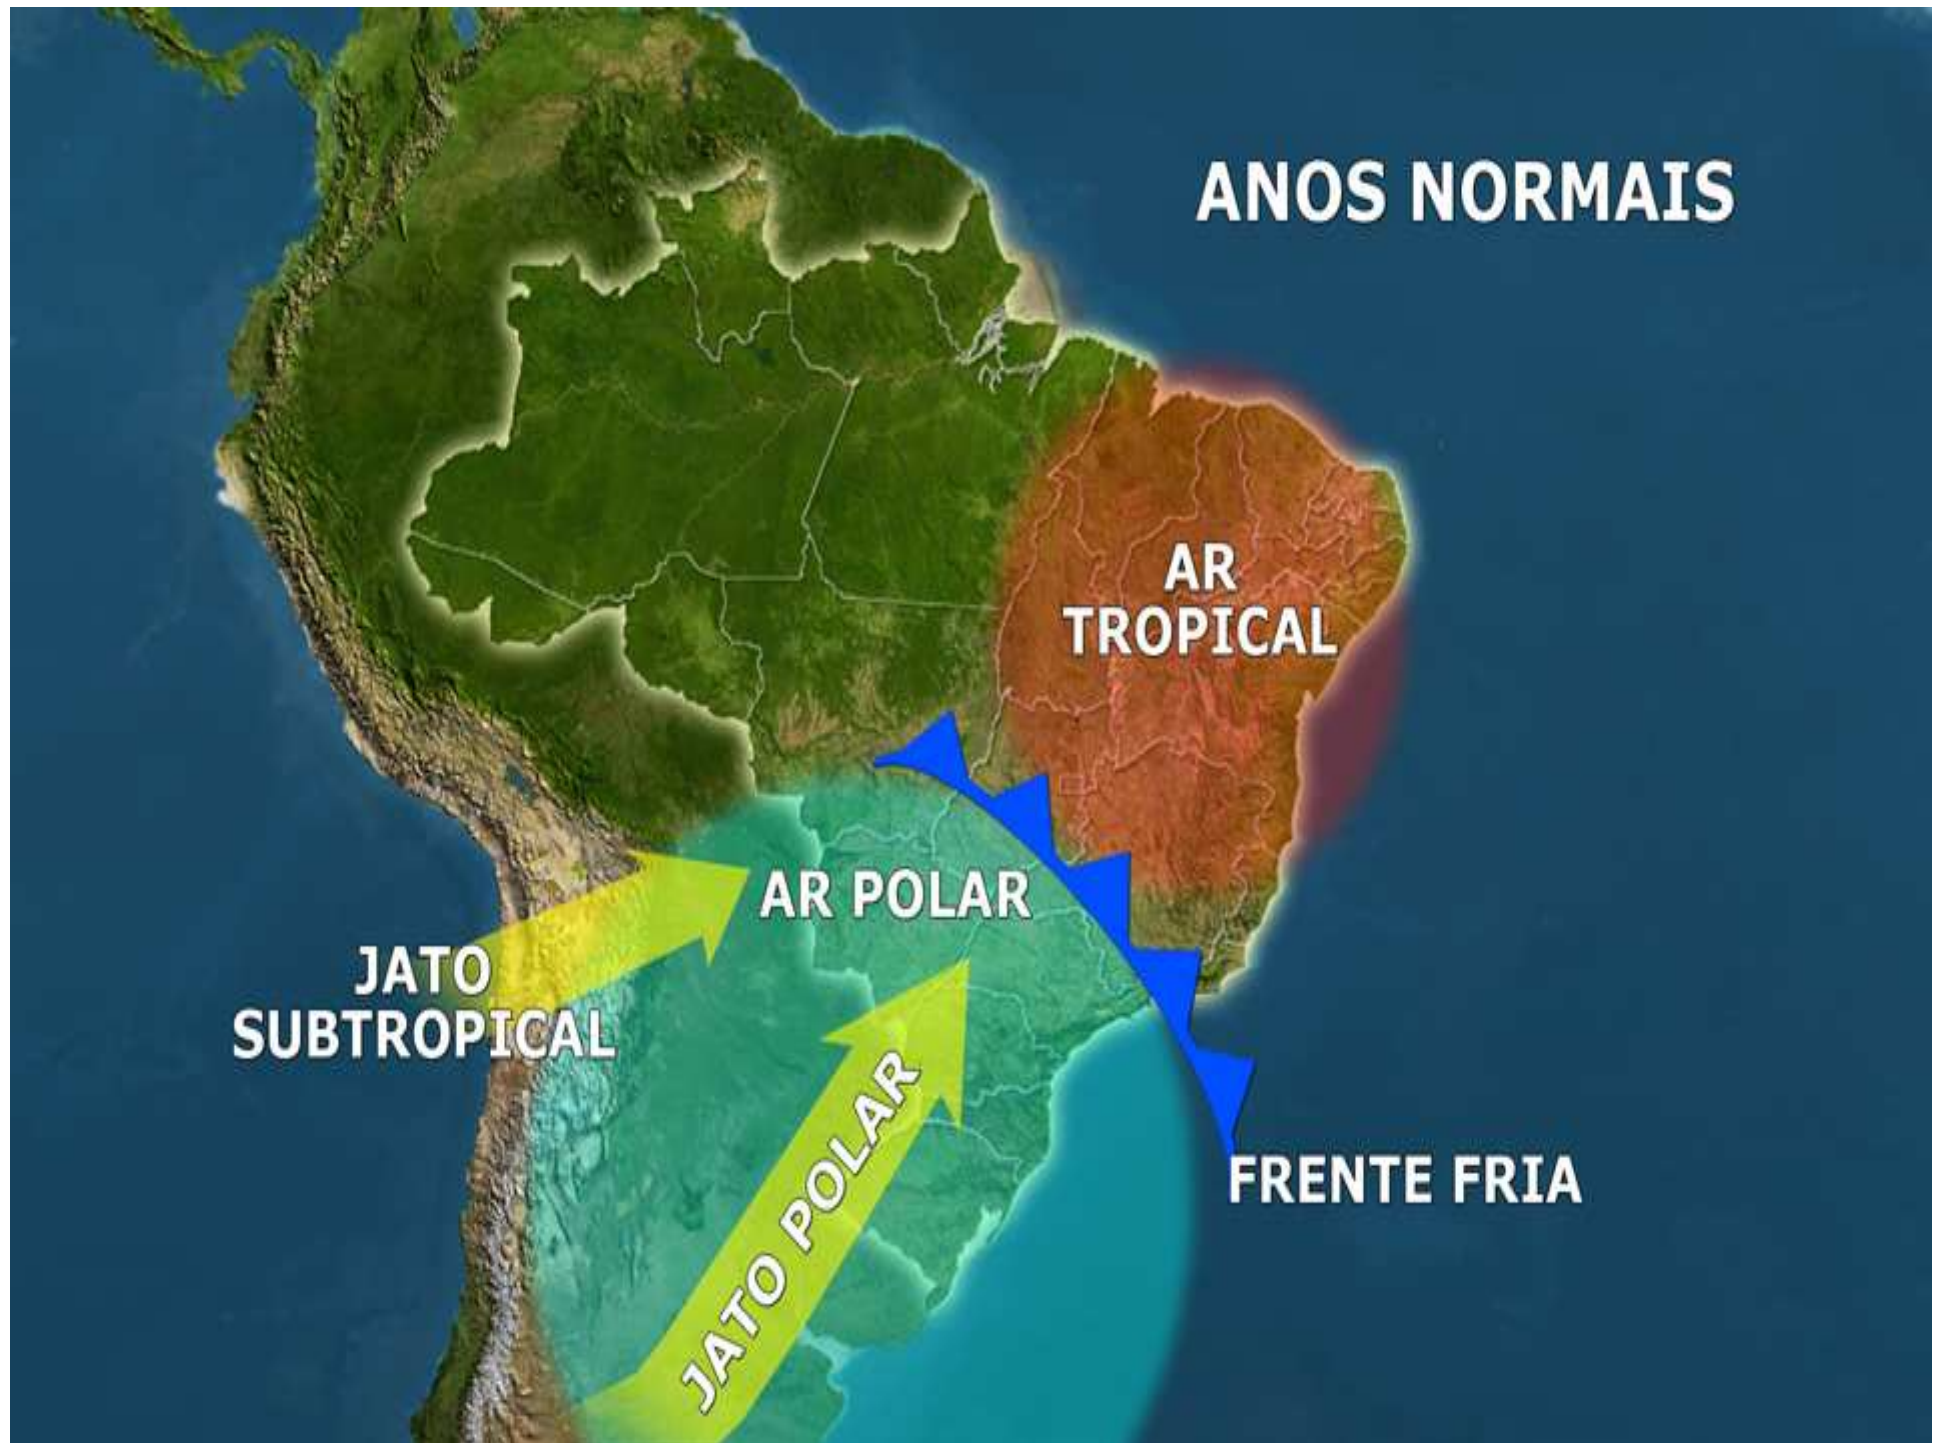 ANOS NORMAIS
AR
TROPICAL
AR POLAR
JATO
SUBTROPICAL
JATO POLAR
FRENTE FRIA